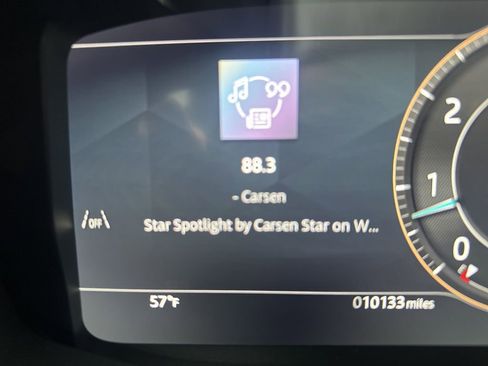 88.3
- Carsen
Star Spotlight by Carsen Star on W...
OFF
57°F
010133 miles
2
1
0